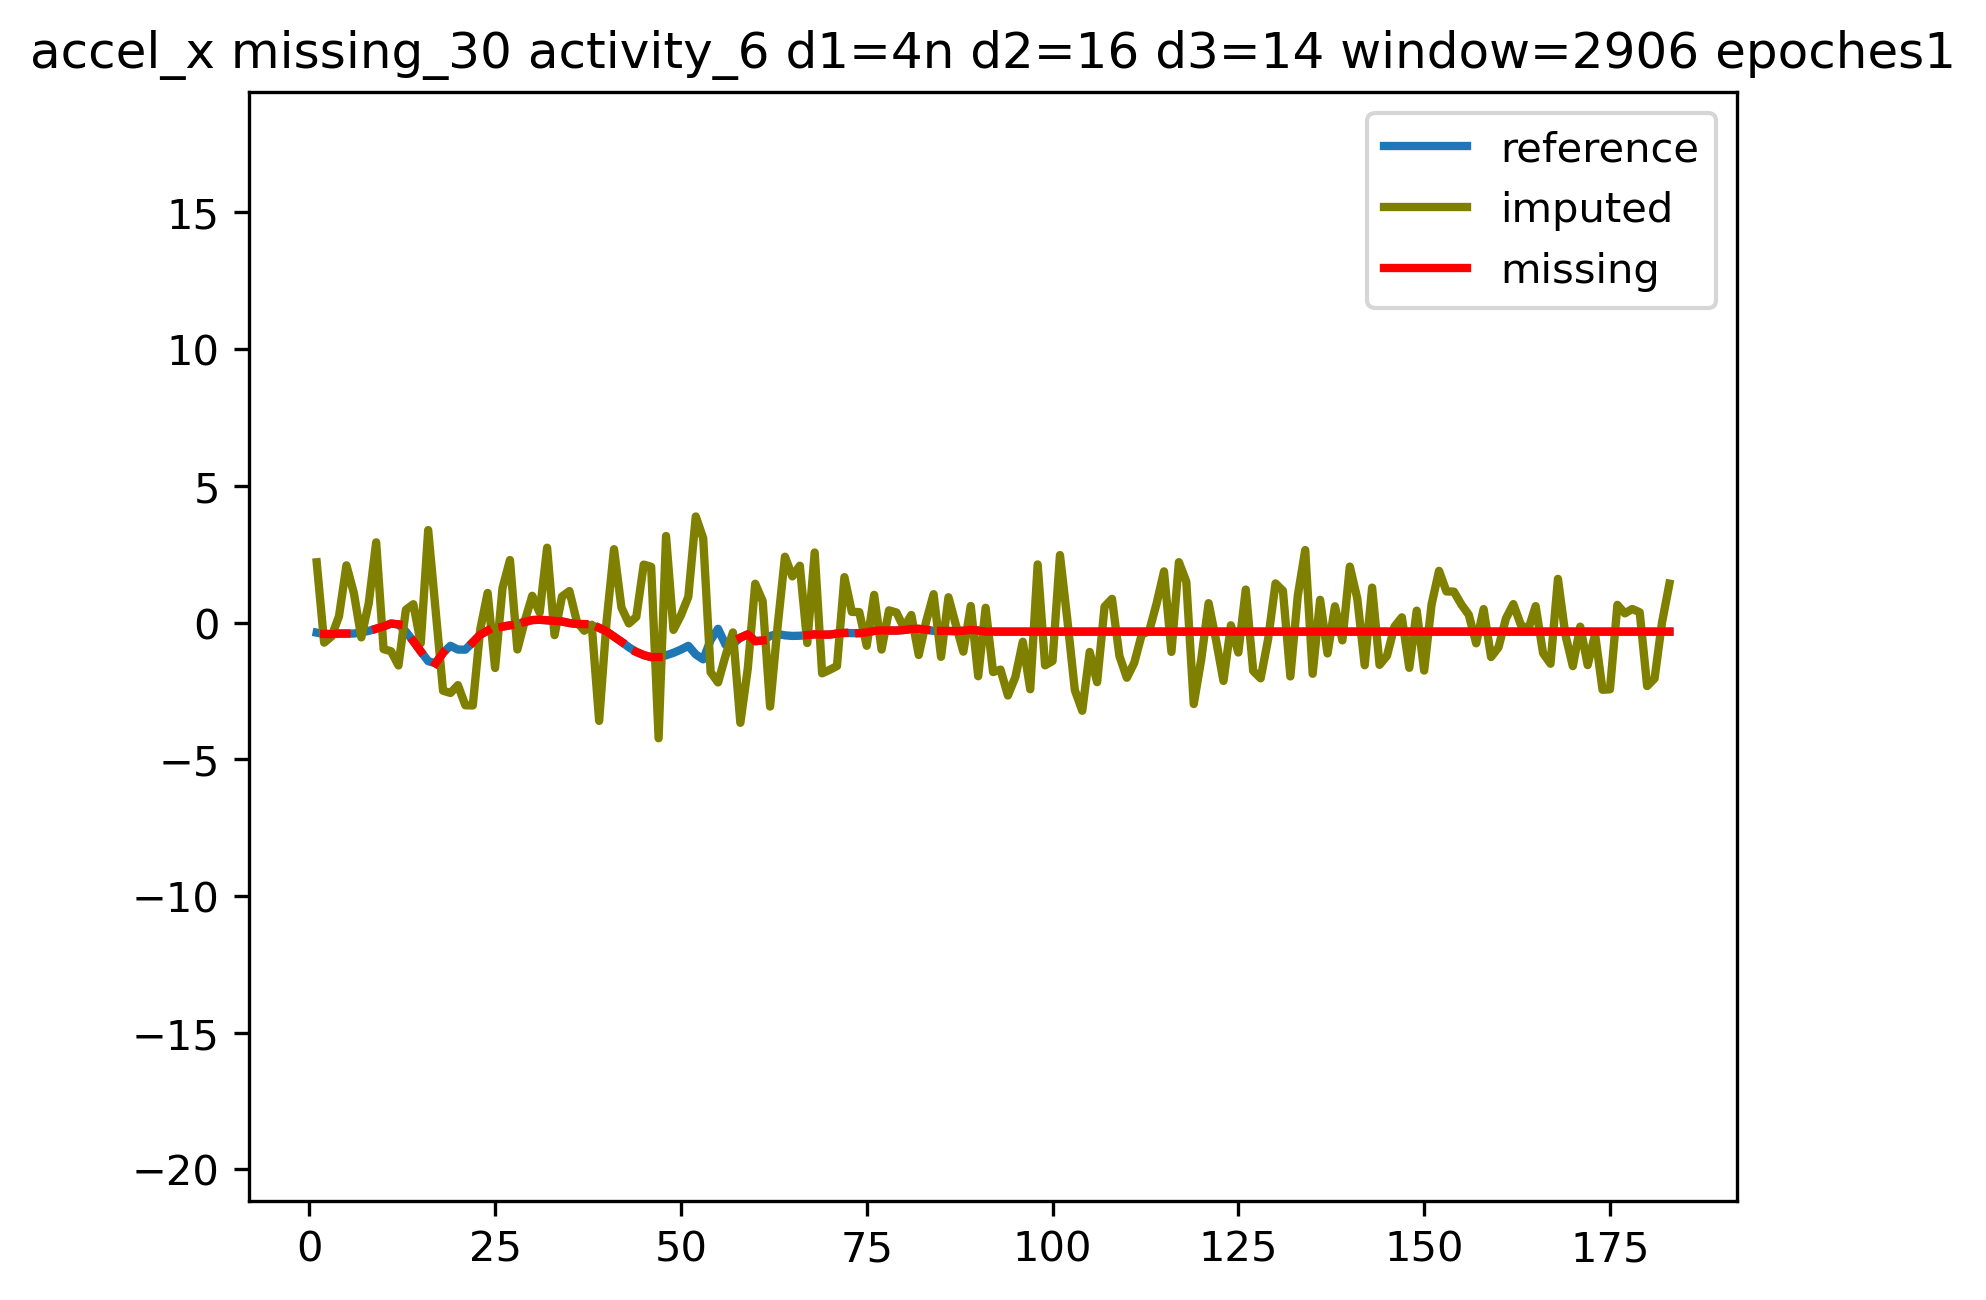 accel_x missing_30 activity_6 d1=4n d2=16 d3=14 window=2906 epoches1
reference
imputed
missing
15
10
5
0
−5
−10
−15
−20
0 25 50 75 100 125 150 175